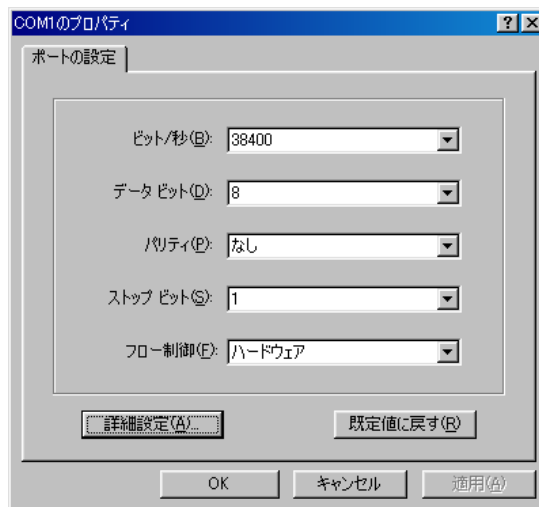 COM1のプロパティ
ポートの設定
ビット/秒(B): 38400
データ ビット(D): 8
パリティ(P): なし
ストップ ビット(S): 1
フロー制御(F): ハードウェア
詳細設定(A)... 既定値に戻す(R)
OK キャンセル 適用(A)